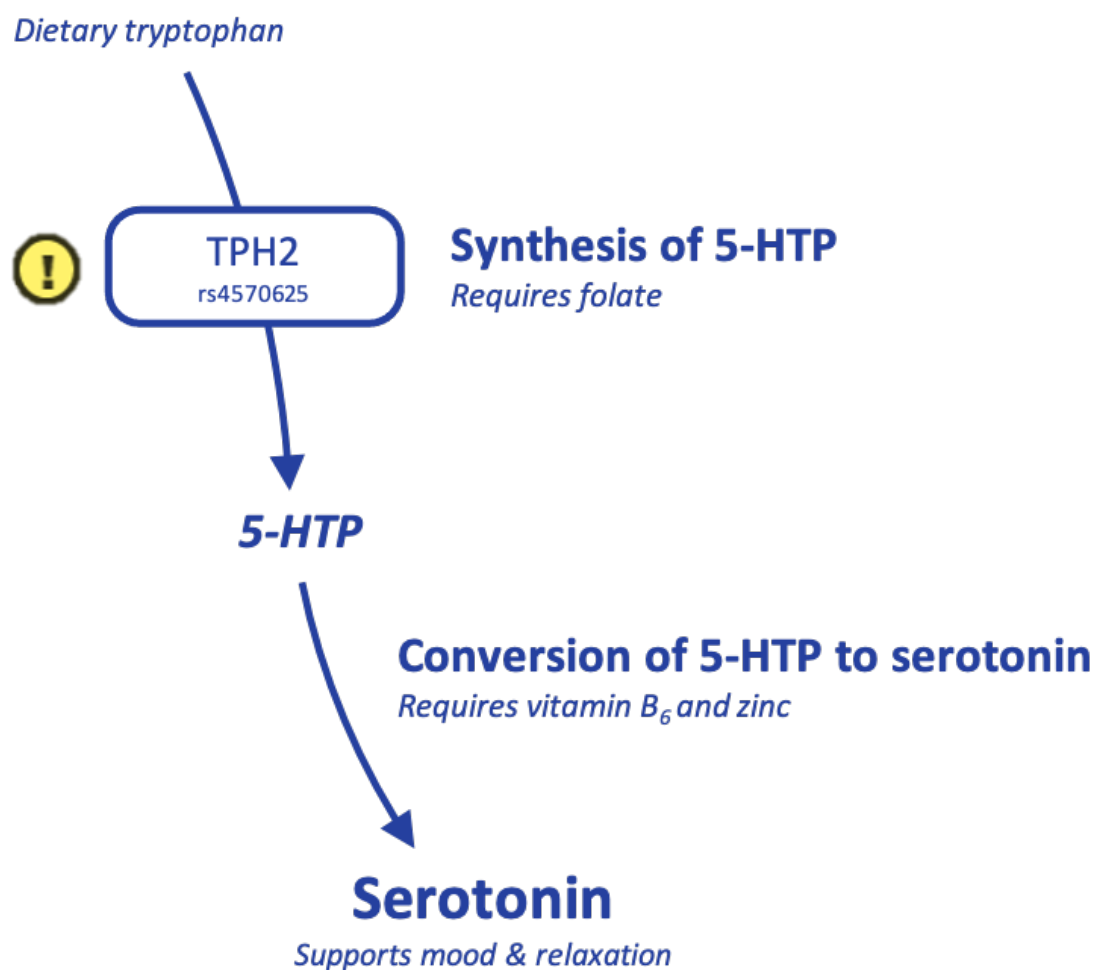 Dietary tryptophan
!
TPH2
rs4570625
Synthesis of 5-HTP
Requires folate
5-HTP
Conversion of 5-HTP to serotonin
Requires vitamin B₆ and zinc
Serotonin
Supports mood & relaxation